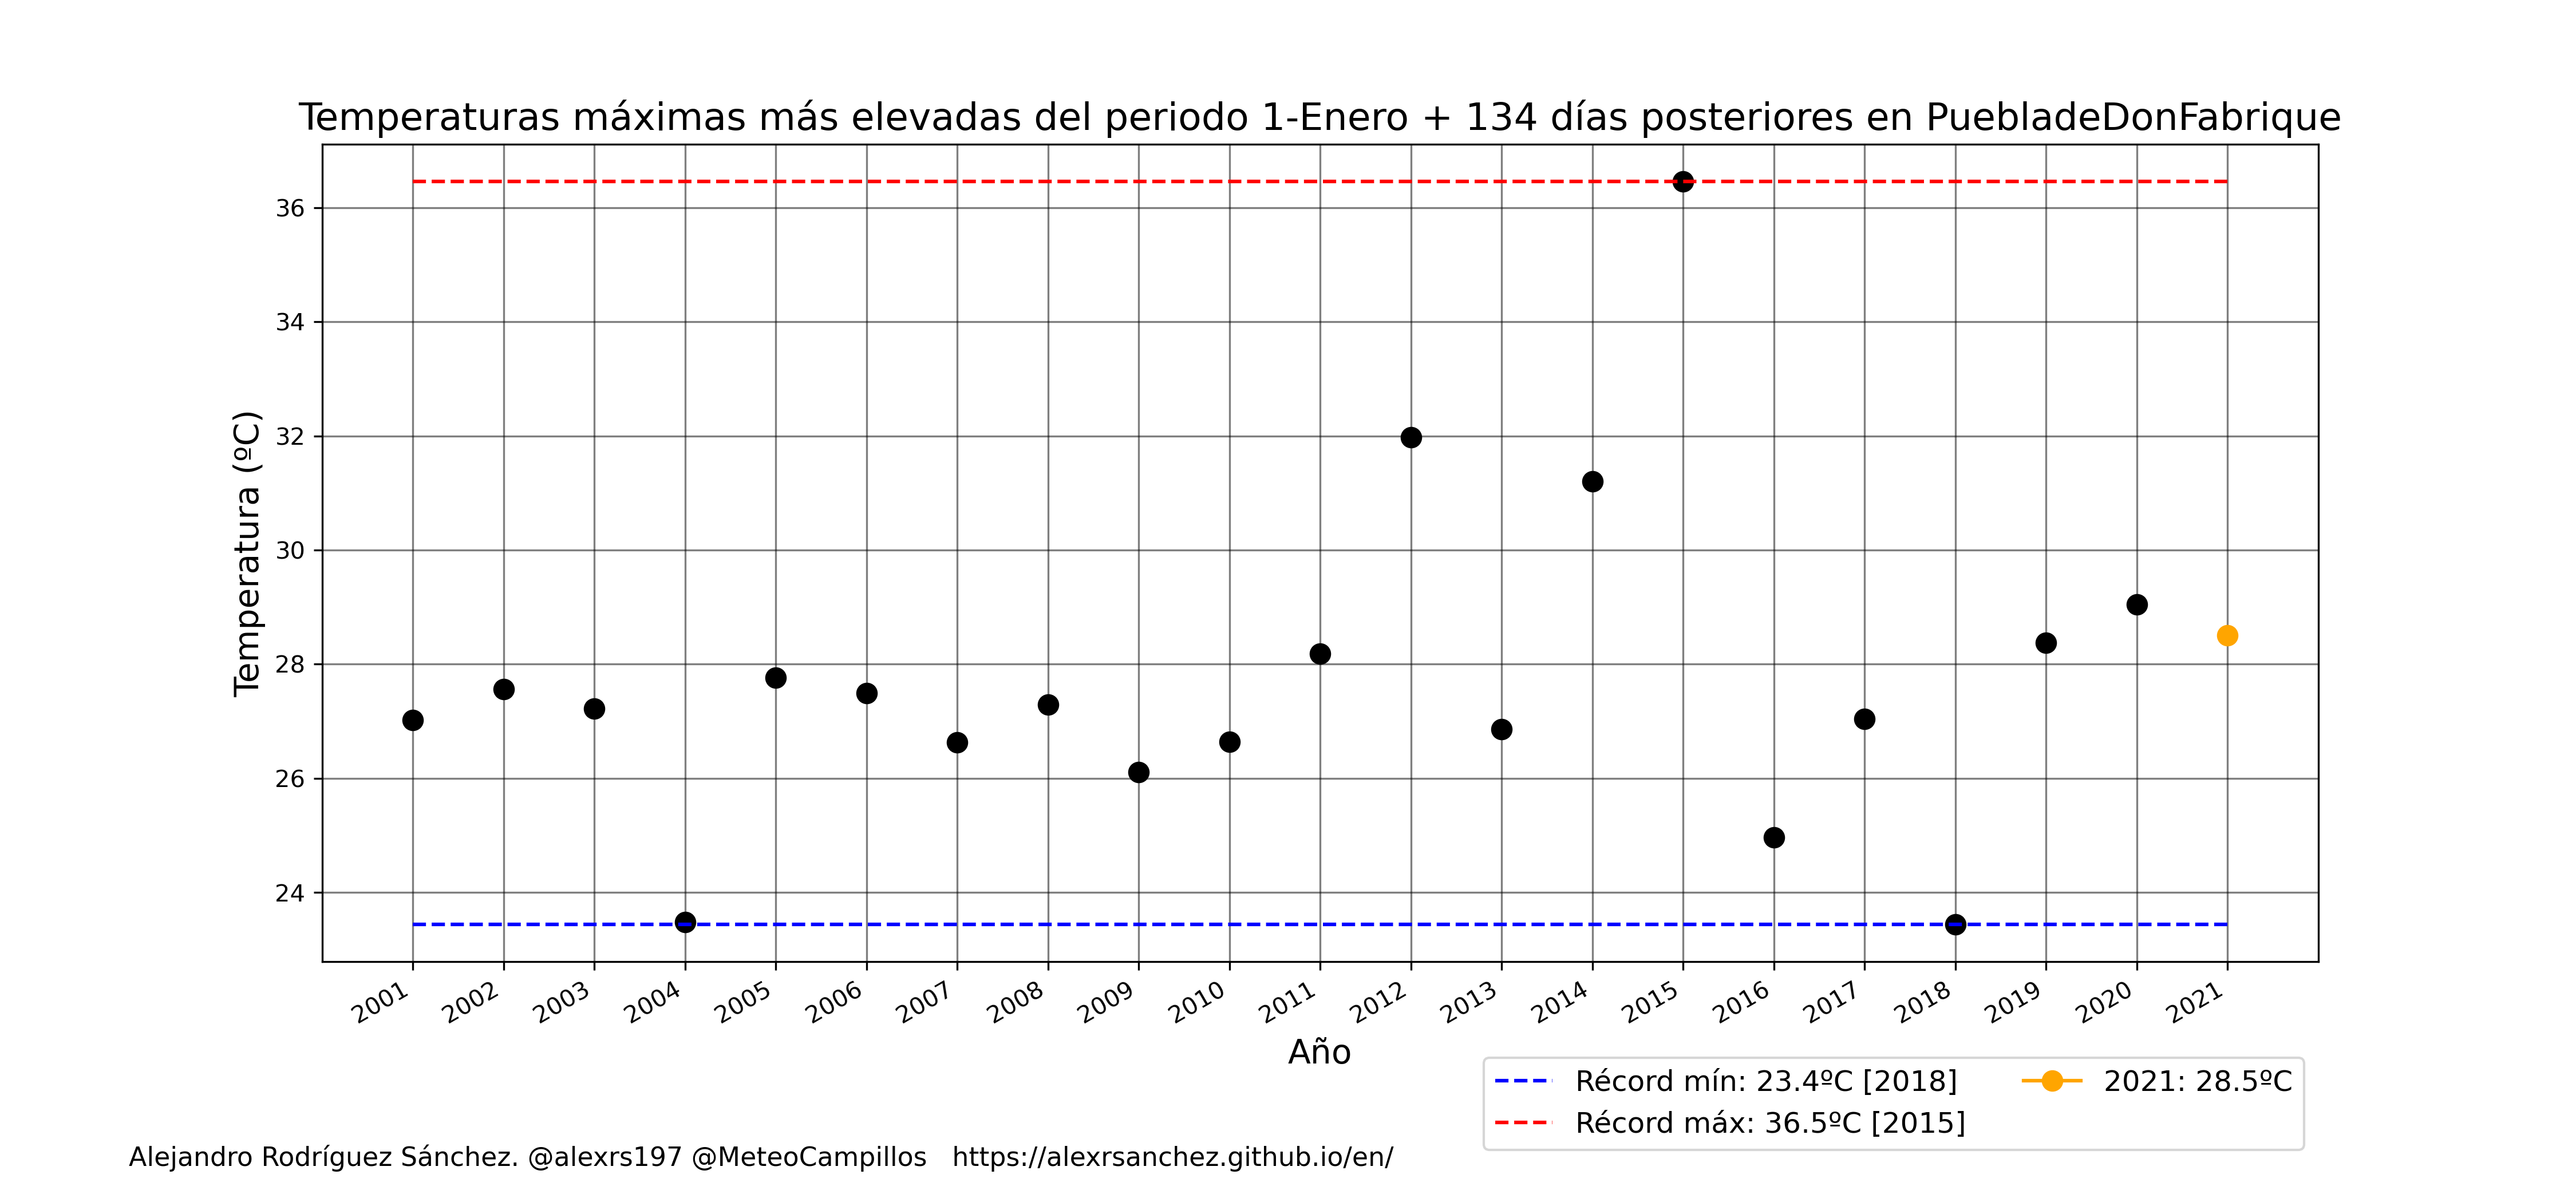 Temperaturas máximas más elevadas del periodo 1-Enero + 134 días posteriores en PuebladeDonFabrique
Temperatura (ºC)
36
34
32
30
28
26
24
2001 2002 2003 2004 2005 2006 2007 2008 2009 2010 2011 2012 2013 2014 2015 2016 2017 2018 2019 2020 2021
Año
Récord mín: 23.4ºC [2018]
Récord máx: 36.5ºC [2015]
2021: 28.5ºC
Alejandro Rodríguez Sánchez. @alexrs197 @MeteoCampillos https://alexrsanchez.github.io/en/